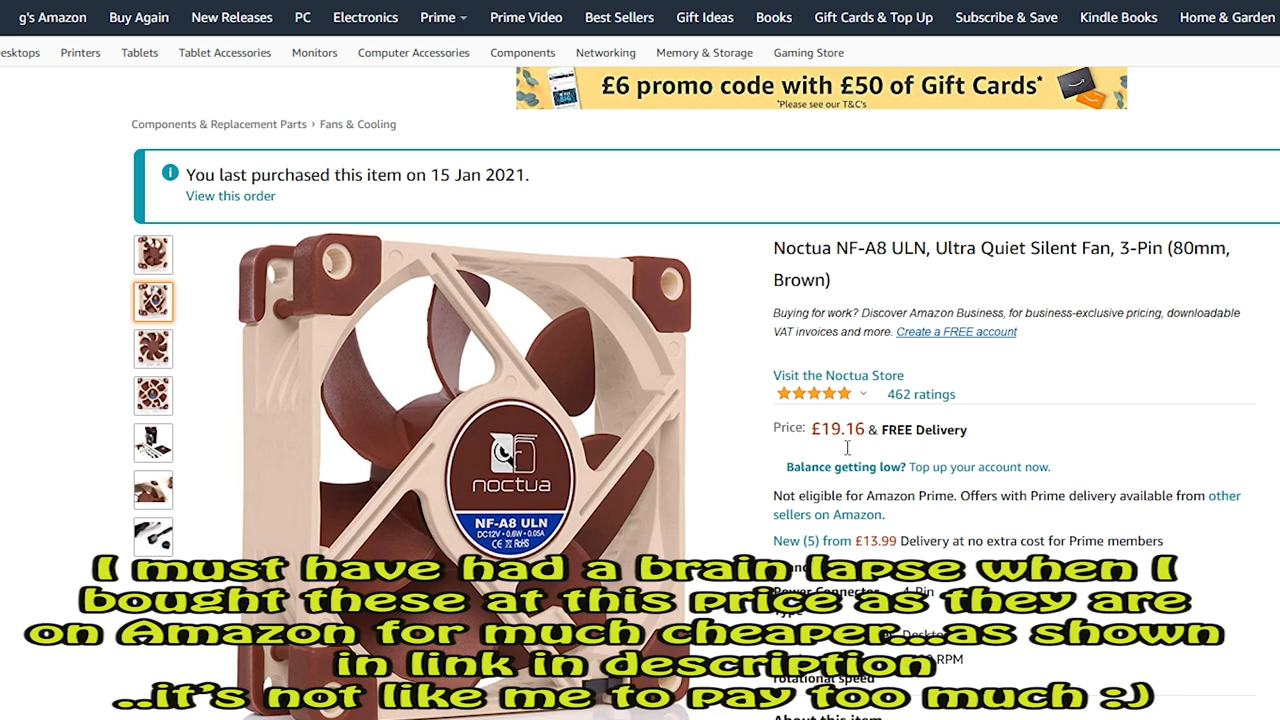 g's Amazon Buy Again New Releases PC Electronics Prime Prime Video Best Sellers Gift Ideas Books Gift Cards & Top Up Subscribe & Save Kindle Books Home & Garden
esktops Printers Tablets Tablet Accessories Monitors Computer Accessories Components Networking Memory & Storage Gaming Store
£6 promo code with £50 of Gift Cards*
*Please see our T&C's
Components & Replacement Parts › Fans & Cooling
You last purchased this item on 15 Jan 2021.
View this order
Noctua NF-A8 ULN, Ultra Quiet Silent Fan, 3-Pin (80mm,
Brown)
Buying for work? Discover Amazon Business, for business-exclusive pricing, downloadable
VAT invoices and more. Create a FREE account
Visit the Noctua Store
462 ratings
Price: £19.16 & FREE Delivery
Balance getting low? Top up your account now.
Not eligible for Amazon Prime. Offers with Prime delivery available from other
sellers on Amazon.
New (5) from £13.99 Delivery at no extra cost for Prime members
noctua
NF-A8 ULN
DC12V • 0.6W • 0.05A
CE RoHS
Power Connector 4-Pin
RPM
rotational speed
About this item
I must have had a brain lapse when I
bought these at this price as they are
on Amazon for much cheaper...as shown
in link in description
..it's not like me to pay too much :)